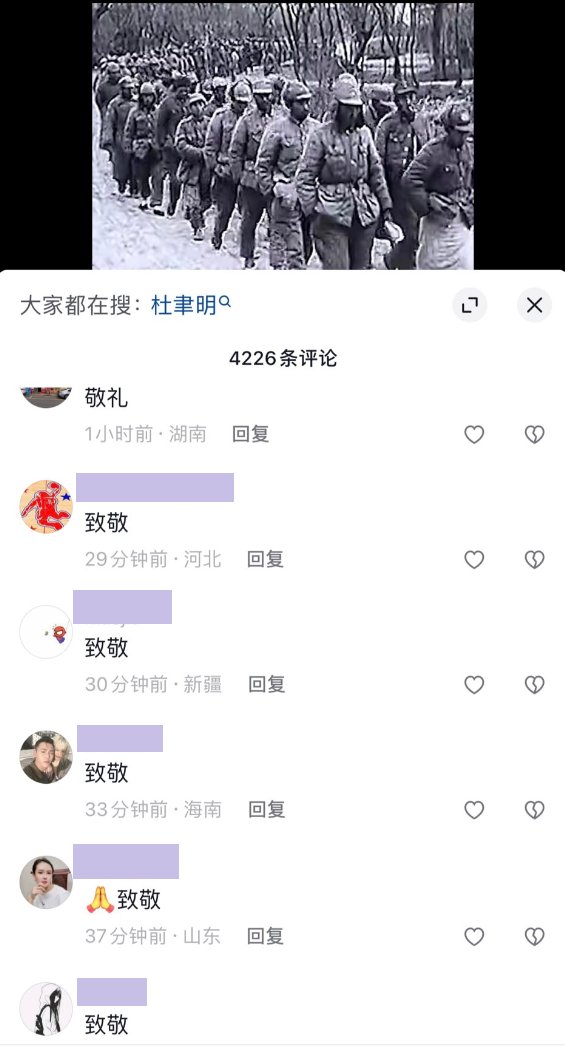 大家都在搜：杜聿明
4226条评论
敬礼
1小时前·湖南 回复
致敬
29分钟前·河北 回复
致敬
30分钟前·新疆 回复
致敬
33分钟前·海南 回复
🙏致敬
37分钟前·山东 回复
致敬